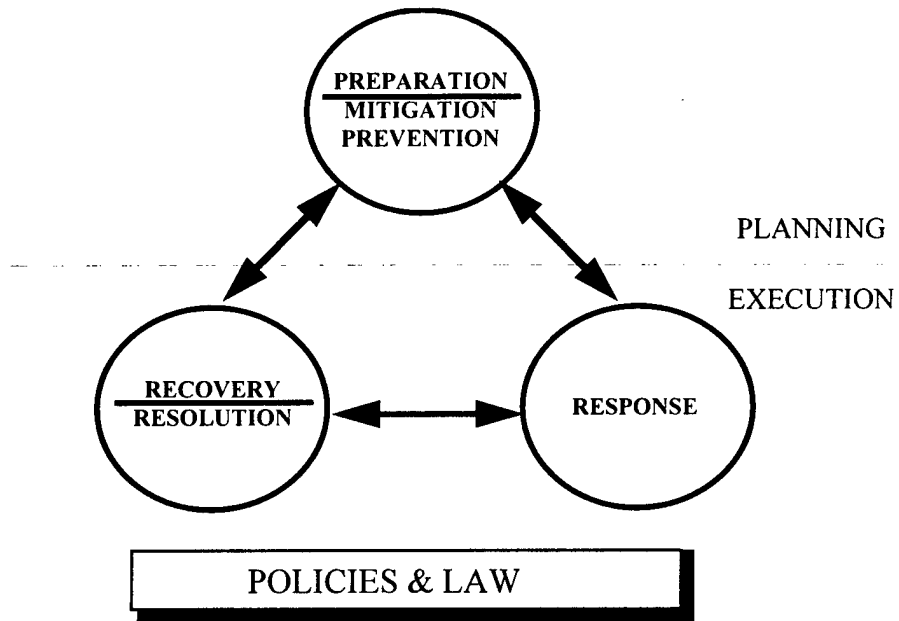 PREPARATION
MITIGATION
PREVENTION
PLANNING
EXECUTION
RECOVERY
RESOLUTION
RESPONSE
POLICIES & LAW